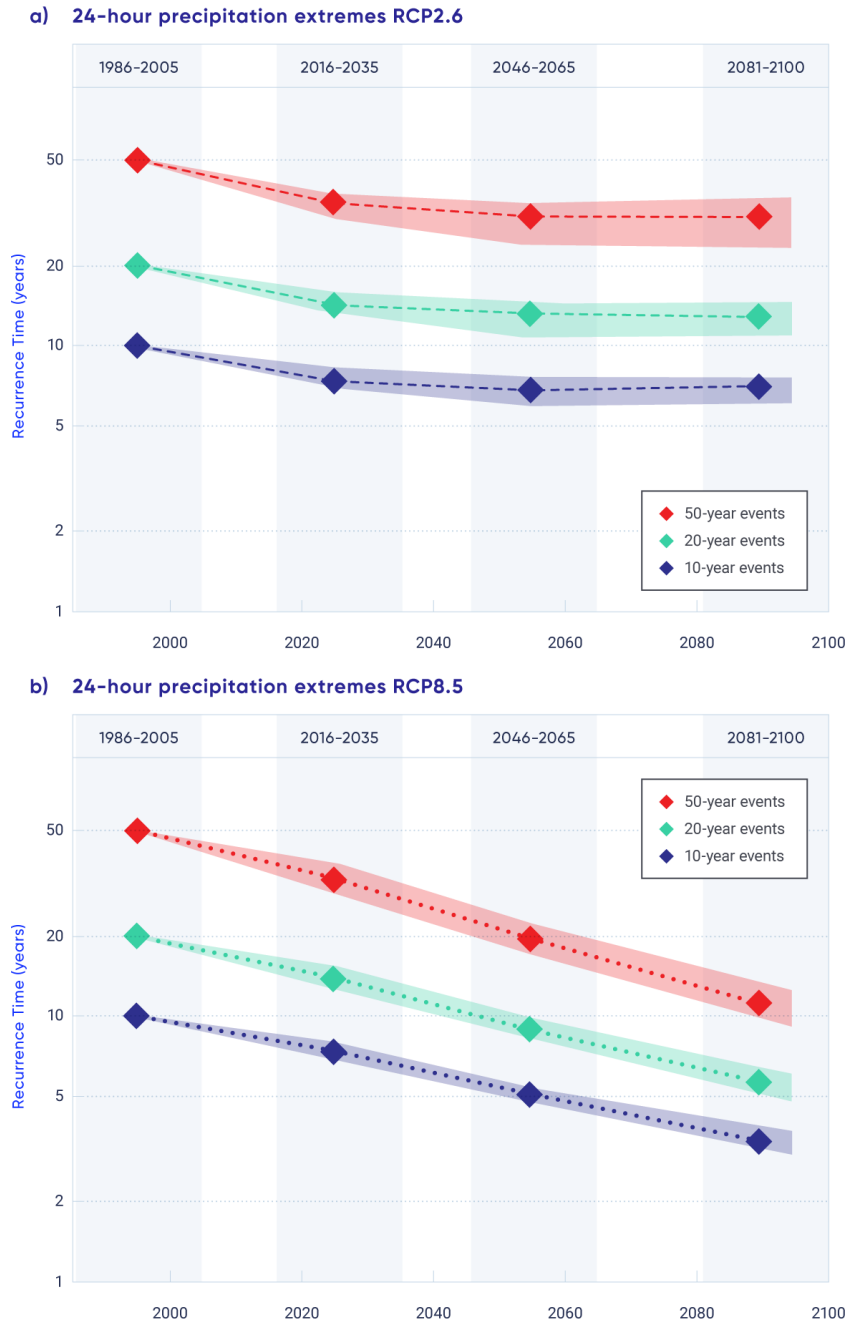 a) 24-hour precipitation extremes RCP2.6
1986-2005 2016-2035 2046-2065 2081-2100
50
20
10
5
2
1
Recurrence Time (years)
50-year events
20-year events
10-year events
2000 2020 2040 2060 2080 2100
b) 24-hour precipitation extremes RCP8.5
1986-2005 2016-2035 2046-2065 2081-2100
50-year events
20-year events
10-year events
50
20
10
5
2
1
Recurrence Time (years)
2000 2020 2040 2060 2080 2100